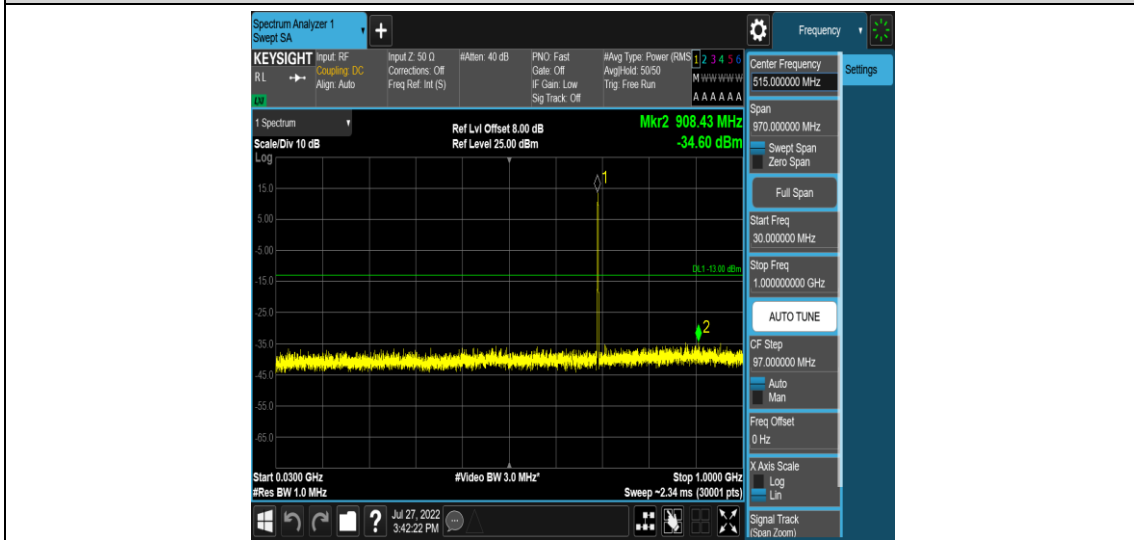 Spectrum Analyzer 1
Swept SA
+
Frequency
KEYSIGHT
RL
LXI
Input: RF
Coupling: DC
Align: Auto
Input Z: 50 Ω
Corrections: Off
Freq Ref: Int (S)
#Atten: 40 dB
PNO: Fast
Gate: Off
IF Gain: Low
Sig Track: Off
#Avg Type: Power (RMS
Avg|Hold: 50/50
Trig: Free Run
1 2 3 4 5 6
M W W W W W
A A A A A A
1 Spectrum
Scale/Div 10 dB
Log
Ref Lvl Offset 8.00 dB
Ref Level 25.00 dBm
Mkr2 908.43 MHz
-34.60 dBm
15.0
5.00
-5.00
-15.0
-25.0
-35.0
-45.0
-55.0
-65.0
1
DL1 -13.00 dBm
2
Start 0.0300 GHz
#Res BW 1.0 MHz
#Video BW 3.0 MHz*
Stop 1.0000 GHz
Sweep ~2.34 ms (30001 pts)
Center Frequency
515.000000 MHz
Settings
Span
970.000000 MHz
Swept Span
Zero Span
Full Span
Start Freq
30.000000 MHz
Stop Freq
1.000000000 GHz
AUTO TUNE
CF Step
97.000000 MHz
Auto
Man
Freq Offset
0 Hz
X Axis Scale
Log
Lin
Signal Track
(Span Zoom)
?
Jul 27, 2022
3:42:22 PM